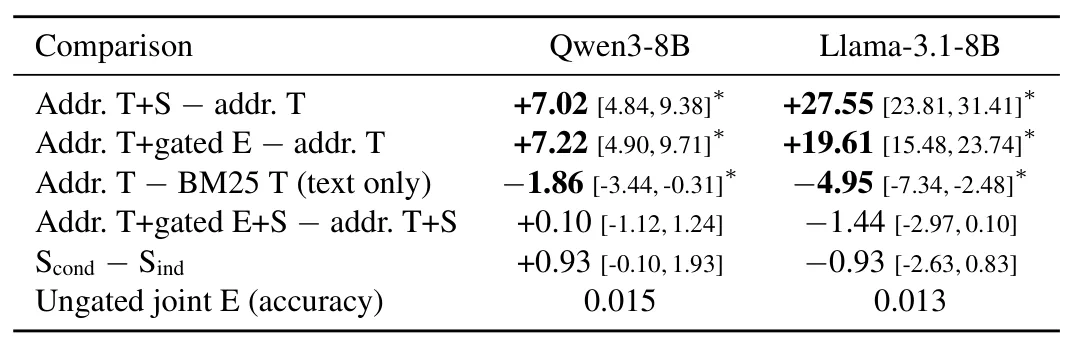 Comparison Qwen3-8B Llama-3.1-8B
Addr. T+S − addr. T +7.02 [4.84, 9.38]* +27.55 [23.81, 31.41]*
Addr. T+gated E − addr. T +7.22 [4.90, 9.71]* +19.61 [15.48, 23.74]*
Addr. T − BM25 T (text only) −1.86 [-3.44, -0.31]* −4.95 [-7.34, -2.48]*
Addr. T+gated E+S − addr. T+S +0.10 [-1.12, 1.24] −1.44 [-2.97, 0.10]
Scond − Sind +0.93 [-0.10, 1.93] −0.93 [-2.63, 0.83]
Ungated joint E (accuracy) 0.015 0.013